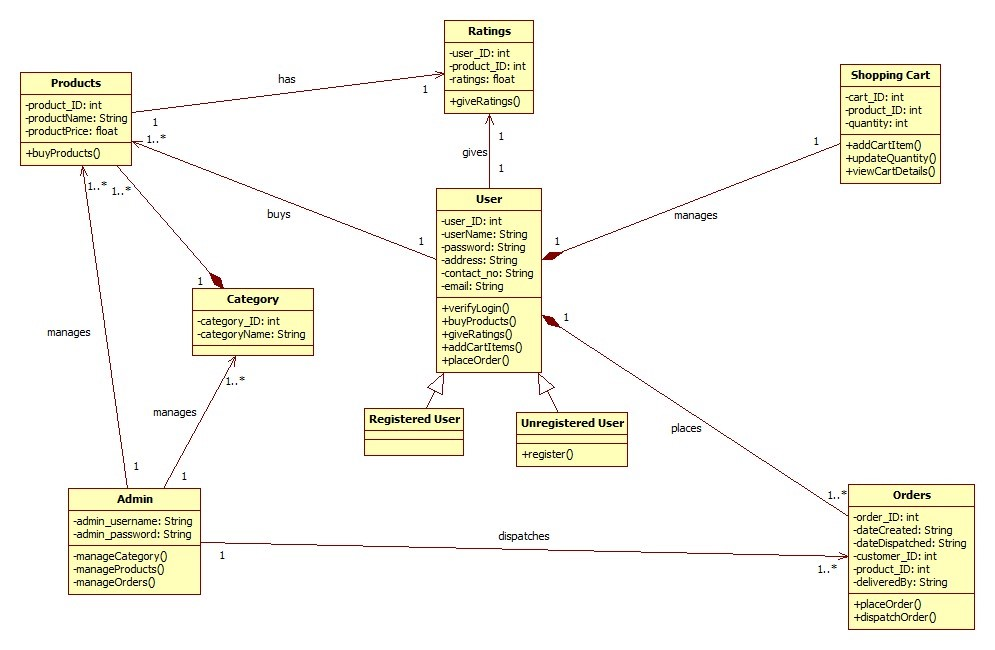 Ratings
-user_ID: int
-product_ID: int
-ratings: float
+giveRatings()
Products
-product_ID: int
-productName: String
-productPrice: float
+buyProducts()
Shopping Cart
-cart_ID: int
-product_ID: int
-quantity: int
+addCartItem()
+updateQuantity()
+viewCartDetails()
has
1
1
1..*
1
gives
1
1
1..*
1..*
buys
1
1
manages
User
-user_ID: int
-userName: String
-password: String
-address: String
-contact_no: String
-email: String
+verifyLogin()
+buyProducts()
+giveRatings()
+addCartItems()
+placeOrder()
1
Category
-category_ID: int
-categoryName: String
1
manages
1..*
manages
Registered User
Unregistered User
+register()
places
1
1
1..*
Admin
-admin_username: String
-admin_password: String
-manageCategory()
-manageProducts()
-manageOrders()
dispatches
1
1..*
Orders
-order_ID: int
-dateCreated: String
-dateDispatched: String
-customer_ID: int
-product_ID: int
-deliveredBy: String
+placeOrder()
+dispatchOrder()